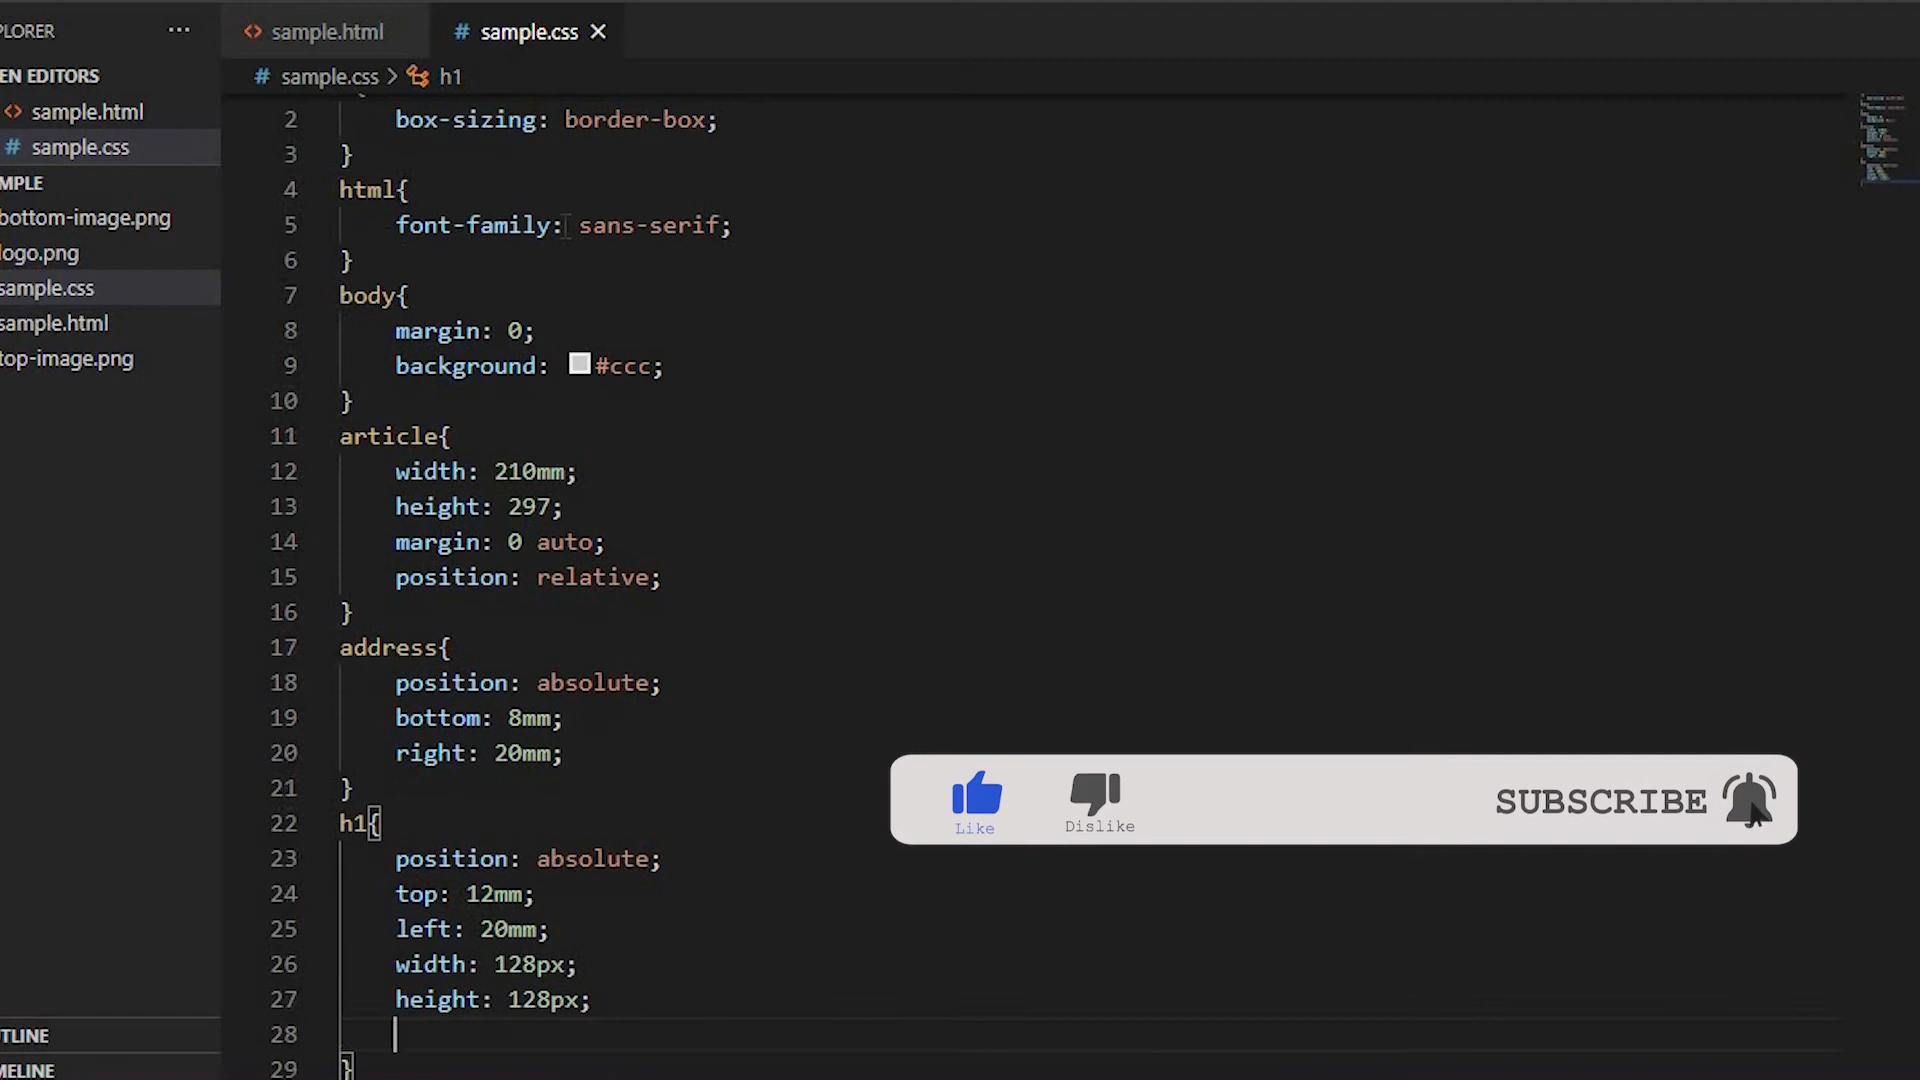 PLORER
···
sample.html
# sample.css
# sample.css > h1
EN EDITORS
sample.html
# sample.css
MPLE
bottom-image.png
logo.png
sample.css
sample.html
top-image.png
TLINE
MELINE
2 box-sizing: border-box;
3 }
4 html{
5 font-family: sans-serif;
6 }
7 body{
8 margin: 0;
9 background: #ccc;
10 }
11 article{
12 width: 210mm;
13 height: 297;
14 margin: 0 auto;
15 position: relative;
16 }
17 address{
18 position: absolute;
19 bottom: 8mm;
20 right: 20mm;
21 }
22 h1{
23 position: absolute;
24 top: 12mm;
25 left: 20mm;
26 width: 128px;
27 height: 128px;
28
29 }
Like
Dislike
SUBSCRIBE